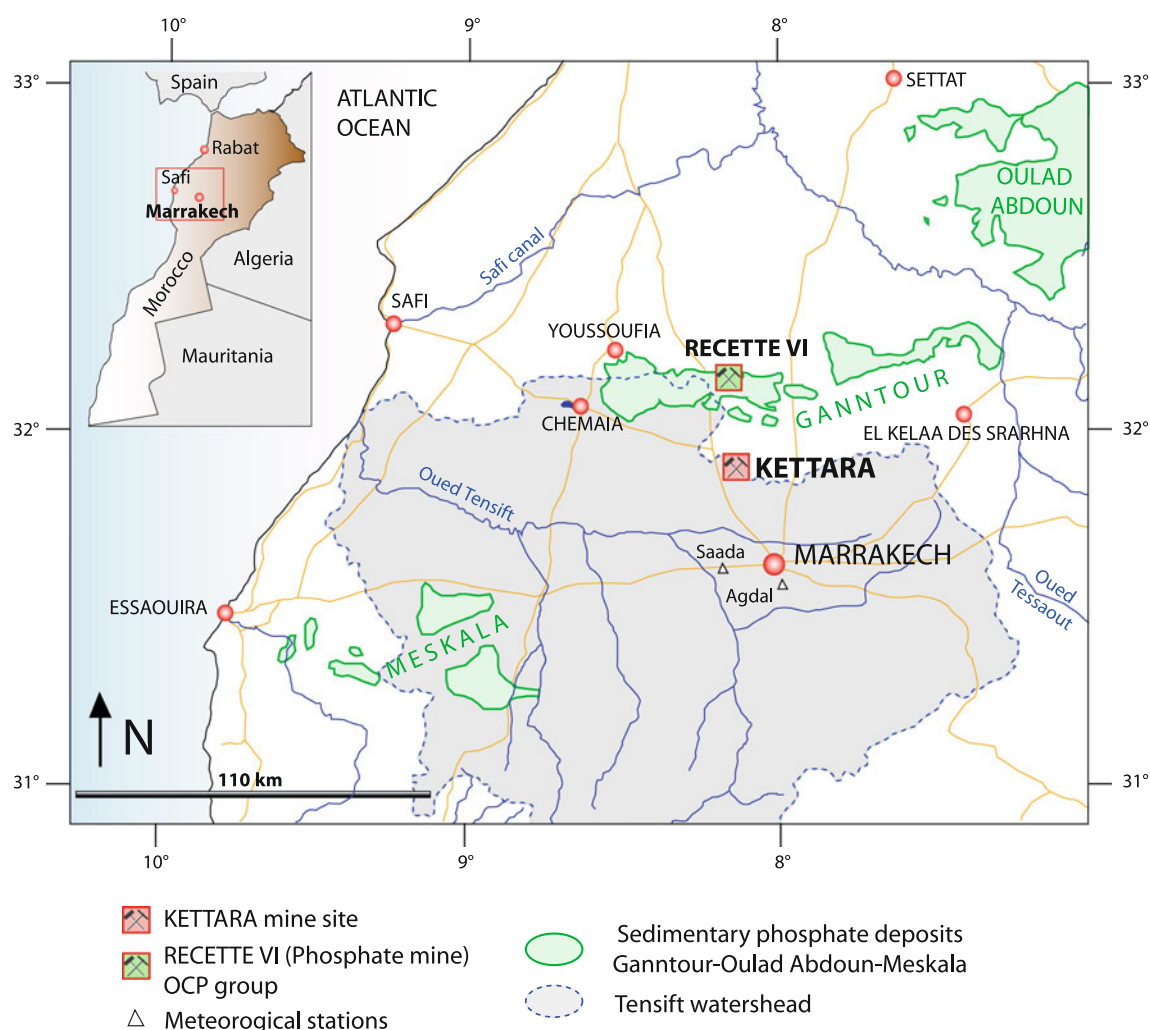 10°
9°
8°
33°
33°
Spain
ATLANTIC
OCEAN
SETTAT
Rabat
Safi
Marrakech
OULAD
ABDOUN
Safi canal
Algeria
Morocco
SAFI
YOUSSOUFIA
RECETTE VI
Mauritania
GANNTOUR
CHEMAIA
32°
32°
EL KELAA DES SRARHNA
KETTARA
Oued Tensift
Saada
MARRAKECH
Agdal
Oued
Tessaout
ESSAOUIRA
MESKALA
N
110 km
31°
31°
10°
9°
8°
KETTARA mine site
RECETTE VI (Phosphate mine)
OCP group
Meteorogical stations
Sedimentary phosphate deposits
Ganntour-Oulad Abdoun-Meskala
Tensift watershead